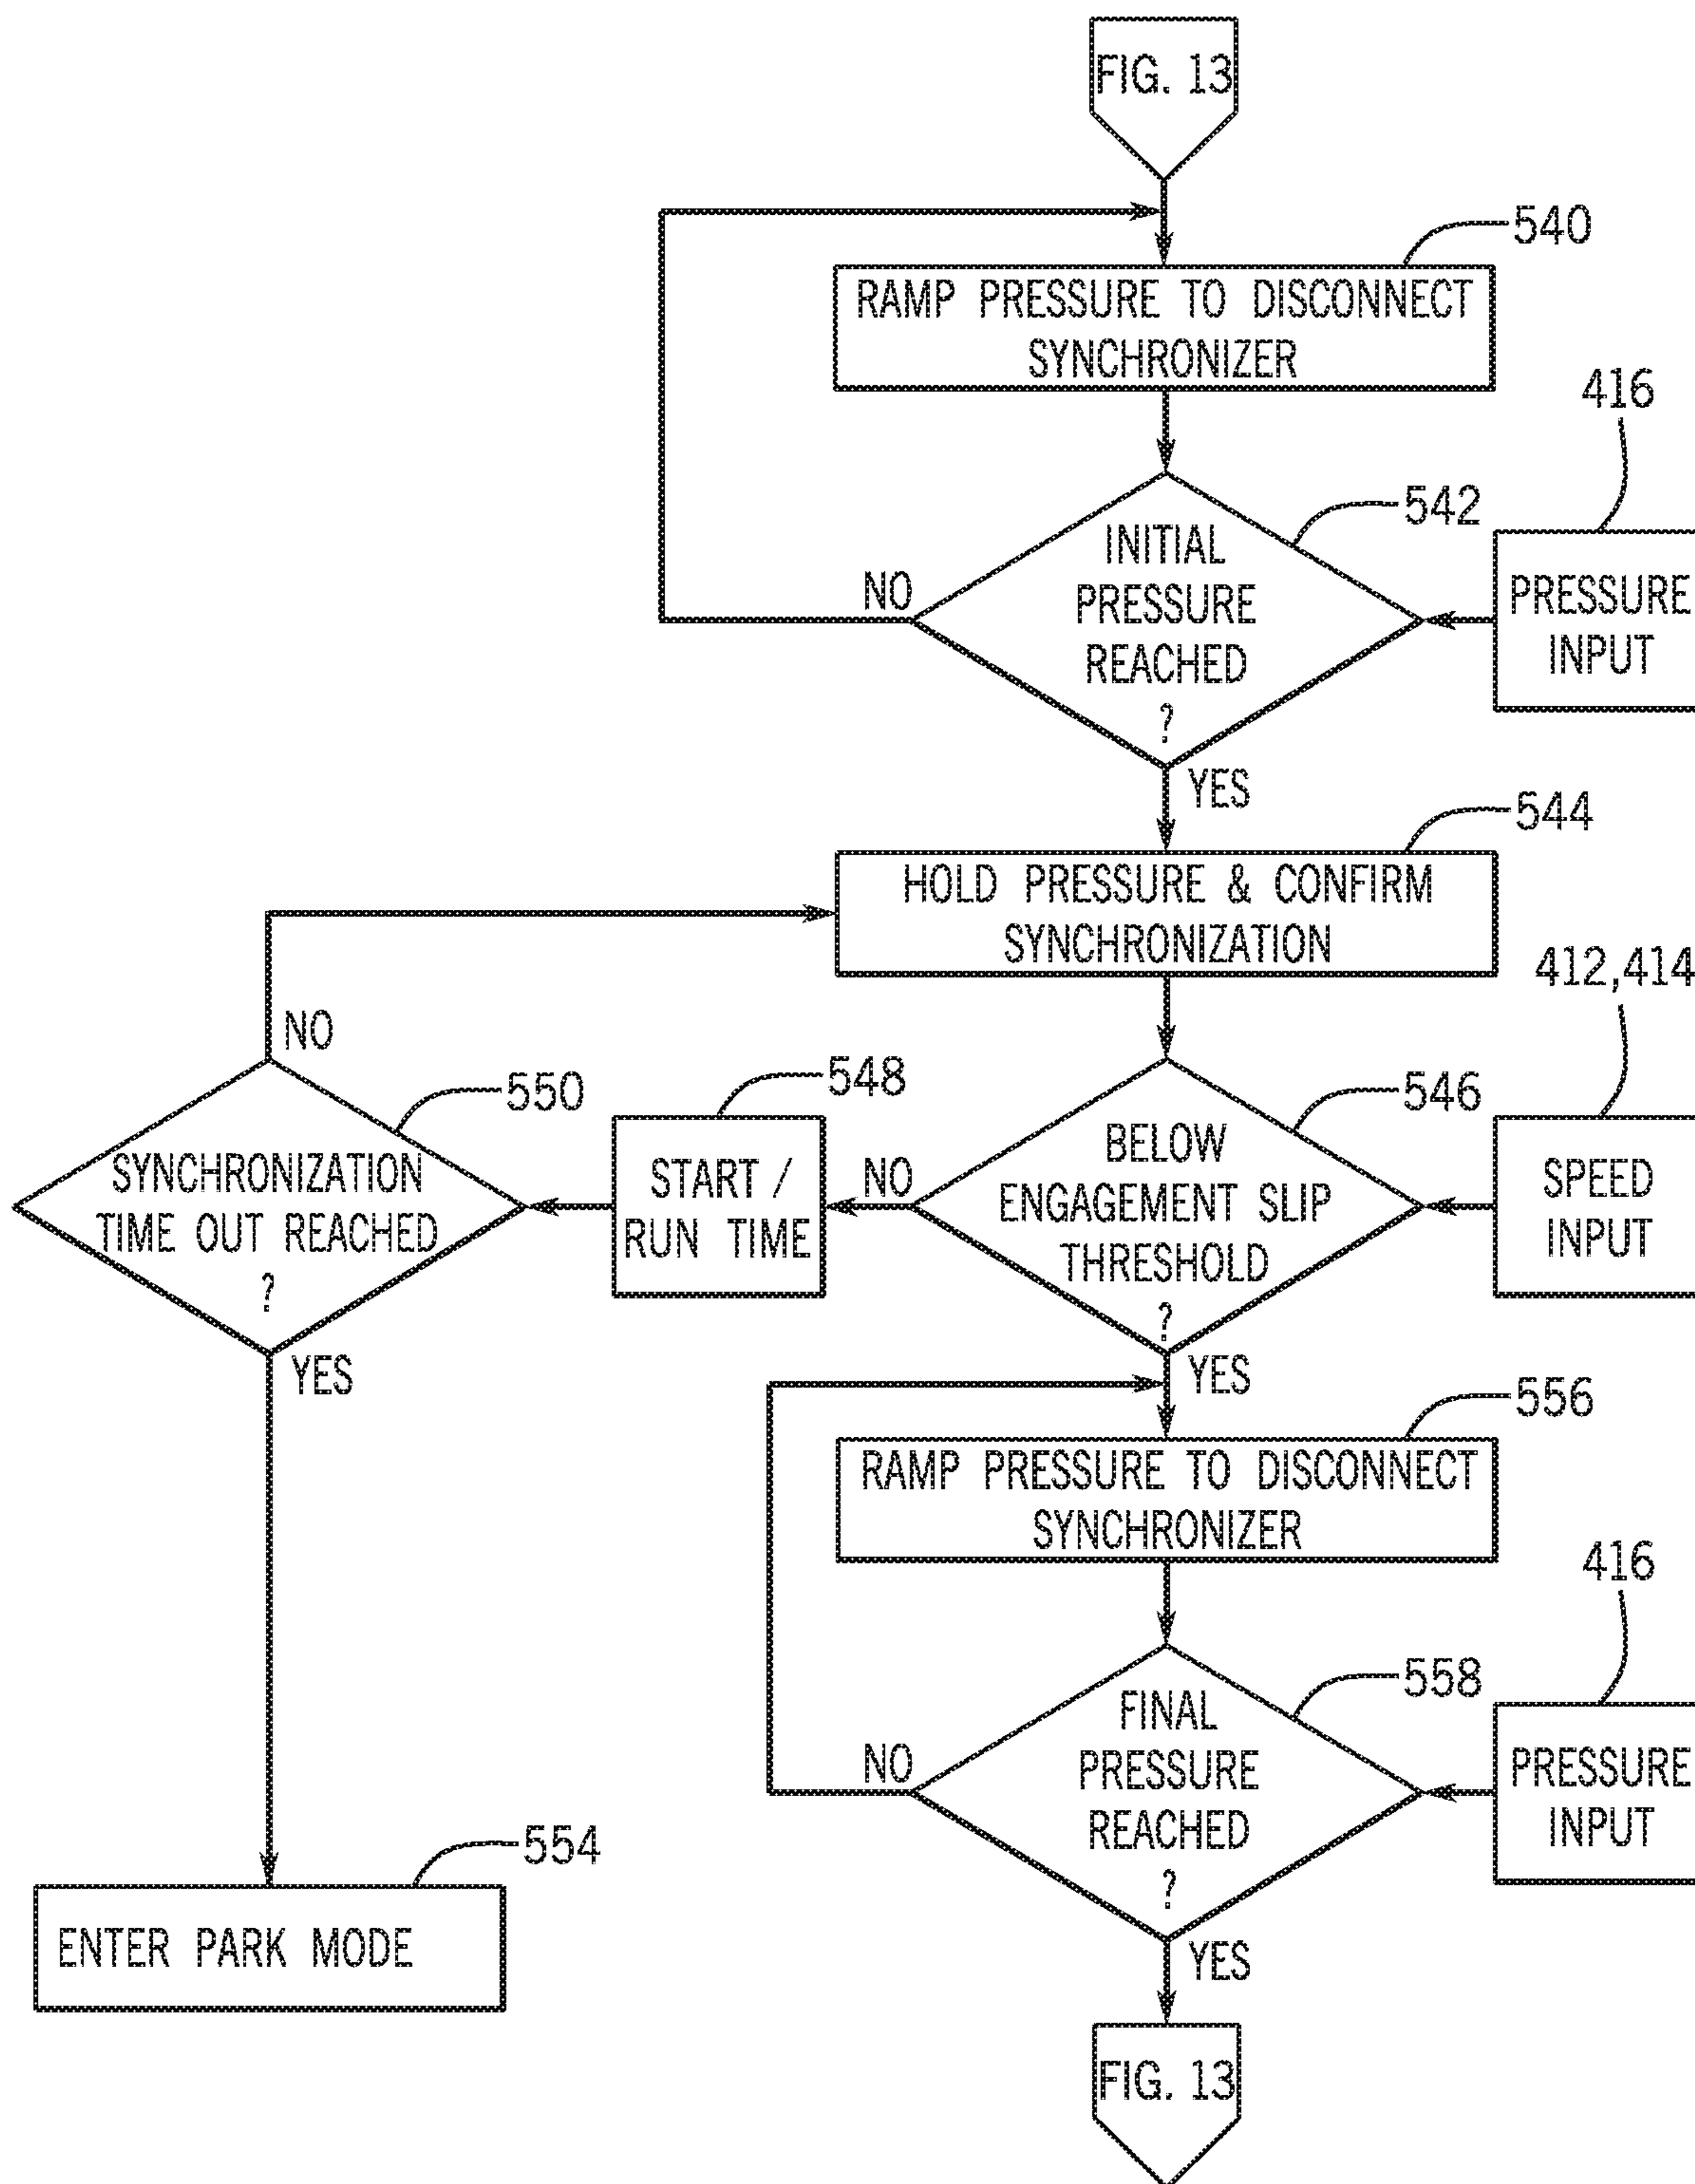 FIG. 13
540
RAMP PRESSURE TO DISCONNECT
SYNCHRONIZER
416
542
INITIAL
PRESSURE
REACHED
?
NO
PRESSURE
INPUT
YES
544
HOLD PRESSURE & CONFIRM
SYNCHRONIZATION
412,414
NO
550
548
546
SYNCHRONIZATION
TIME OUT REACHED
?
START /
RUN TIME
NO
BELOW
ENGAGEMENT SLIP
THRESHOLD
?
SPEED
INPUT
YES
YES
556
RAMP PRESSURE TO DISCONNECT
SYNCHRONIZER
416
558
FINAL
PRESSURE
REACHED
?
NO
PRESSURE
INPUT
554
ENTER PARK MODE
YES
FIG. 13